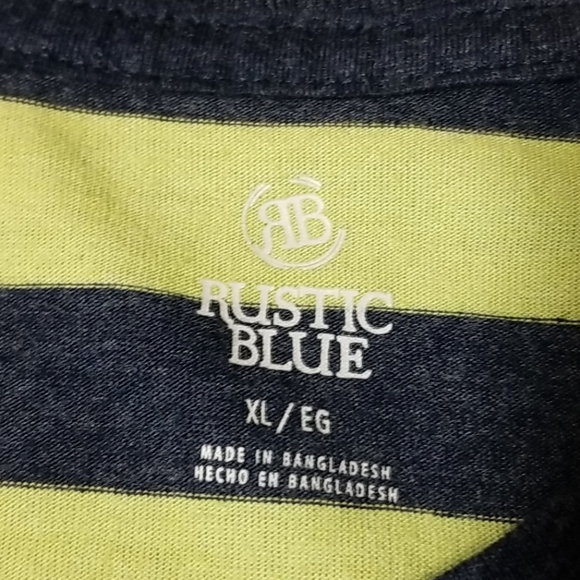 RB
RUSTIC
BLUE
XL / EG
MADE IN BANGLADESH
HECHO EN BANGLADESH